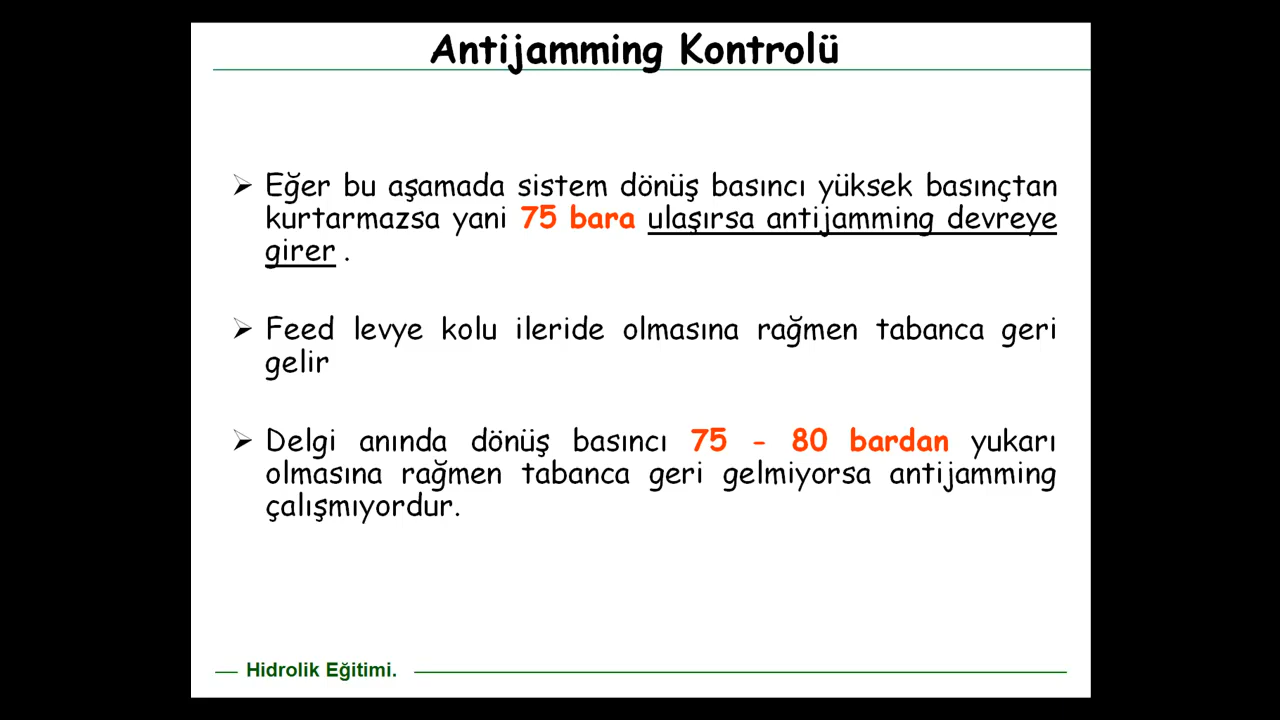 Antijamming Kontrolü
➢ Eğer bu aşamada sistem dönüş basıncı yüksek basınçtan
kurtarmazsa yani 75 bara ulaşırsa antijamming devreye
girer .
➢ Feed levye kolu ileride olmasına rağmen tabanca geri
gelir
➢ Delgi anında dönüş basıncı 75 - 80 bardan yukarı
olmasına rağmen tabanca geri gelmiyorsa antijamming
çalışmıyordur.
Hidrolik Eğitimi.